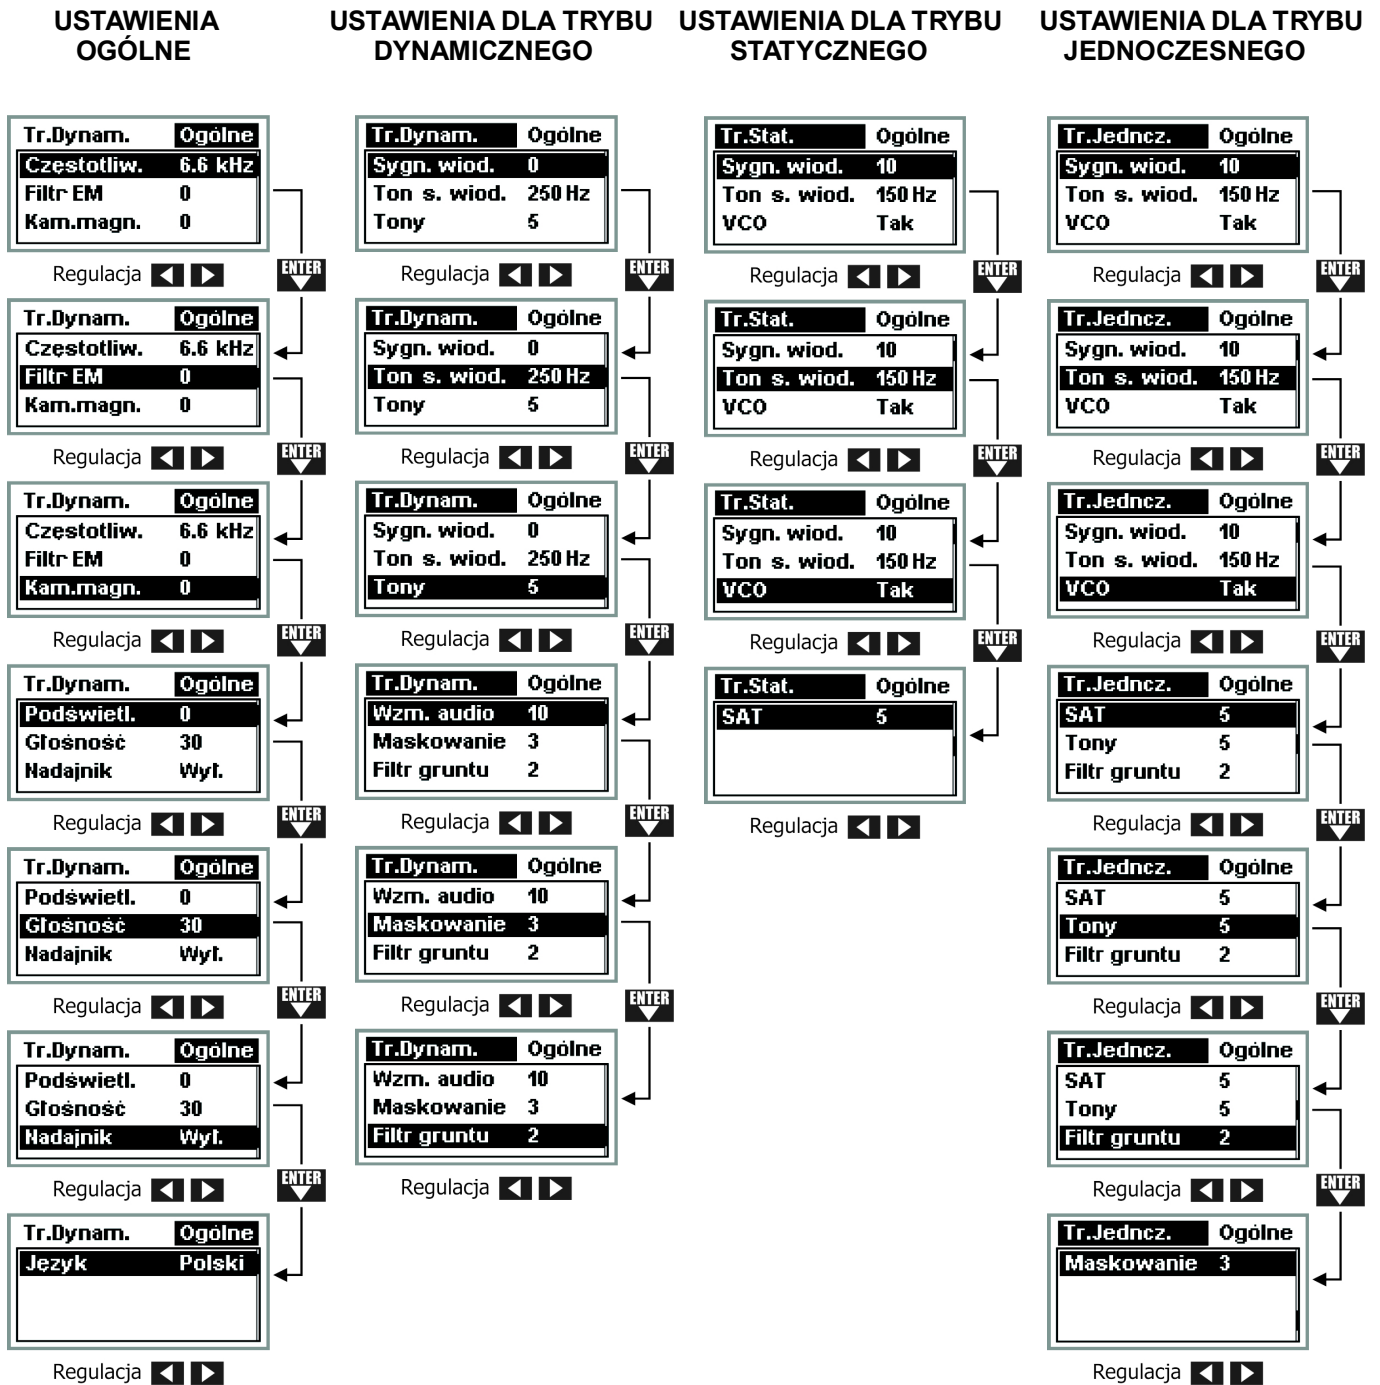 USTAWIENIA
OGÓLNE
Tr.Dynam. Ogólne
Częstotliw. 6.6 kHz
Filtr EM 0
Kam.magn. 0
Regulacja
ENTER
Tr.Dynam. Ogólne
Częstotliw. 6.6 kHz
Filtr EM 0
Kam.magn. 0
Regulacja
ENTER
Tr.Dynam. Ogólne
Częstotliw. 6.6 kHz
Filtr EM 0
Kam.magn. 0
Regulacja
ENTER
Tr.Dynam. Ogólne
Podświetl. 0
Głośność 30
Nadajnik Wył.
Regulacja
ENTER
Tr.Dynam. Ogólne
Podświetl. 0
Głośność 30
Nadajnik Wył.
Regulacja
ENTER
Tr.Dynam. Ogólne
Podświetl. 0
Głośność 30
Nadajnik Wył.
Regulacja
ENTER
Tr.Dynam. Ogólne
Język Polski
Regulacja
USTAWIENIA DLA TRYBU
DYNAMICZNEGO
Tr.Dynam. Ogólne
Sygn. wiod. 0
Ton s. wiod. 250 Hz
Tony 5
Regulacja
ENTER
Tr.Dynam. Ogólne
Sygn. wiod. 0
Ton s. wiod. 250 Hz
Tony 5
Regulacja
ENTER
Tr.Dynam. Ogólne
Sygn. wiod. 0
Ton s. wiod. 250 Hz
Tony 5
Regulacja
ENTER
Tr.Dynam. Ogólne
Wzm. audio 10
Maskowanie 3
Filtr gruntu 2
Regulacja
ENTER
Tr.Dynam. Ogólne
Wzm. audio 10
Maskowanie 3
Filtr gruntu 2
Regulacja
ENTER
Tr.Dynam. Ogólne
Wzm. audio 10
Maskowanie 3
Filtr gruntu 2
Regulacja
USTAWIENIA DLA TRYBU
STATYCZNEGO
Tr.Stat. Ogólne
Sygn. wiod. 10
Ton s. wiod. 150 Hz
VCO Tak
Regulacja
ENTER
Tr.Stat. Ogólne
Sygn. wiod. 10
Ton s. wiod. 150 Hz
VCO Tak
Regulacja
ENTER
Tr.Stat. Ogólne
Sygn. wiod. 10
Ton s. wiod. 150 Hz
VCO Tak
Regulacja
ENTER
Tr.Stat. Ogólne
SAT 5
Regulacja
USTAWIENIA DLA TRYBU
JEDNOCZESNEGO
Tr.Jedncz. Ogólne
Sygn. wiod. 10
Ton s. wiod. 150 Hz
VCO Tak
Regulacja
ENTER
Tr.Jedncz. Ogólne
Sygn. wiod. 10
Ton s. wiod. 150 Hz
VCO Tak
Regulacja
ENTER
Tr.Jedncz. Ogólne
Sygn. wiod. 10
Ton s. wiod. 150 Hz
VCO Tak
Regulacja
ENTER
Tr.Jedncz. Ogólne
SAT 5
Tony 5
Filtr gruntu 2
Regulacja
ENTER
Tr.Jedncz. Ogólne
SAT 5
Tony 5
Filtr gruntu 2
Regulacja
ENTER
Tr.Jedncz. Ogólne
SAT 5
Tony 5
Filtr gruntu 2
Regulacja
ENTER
Tr.Jedncz. Ogólne
Maskowanie 3
Regulacja